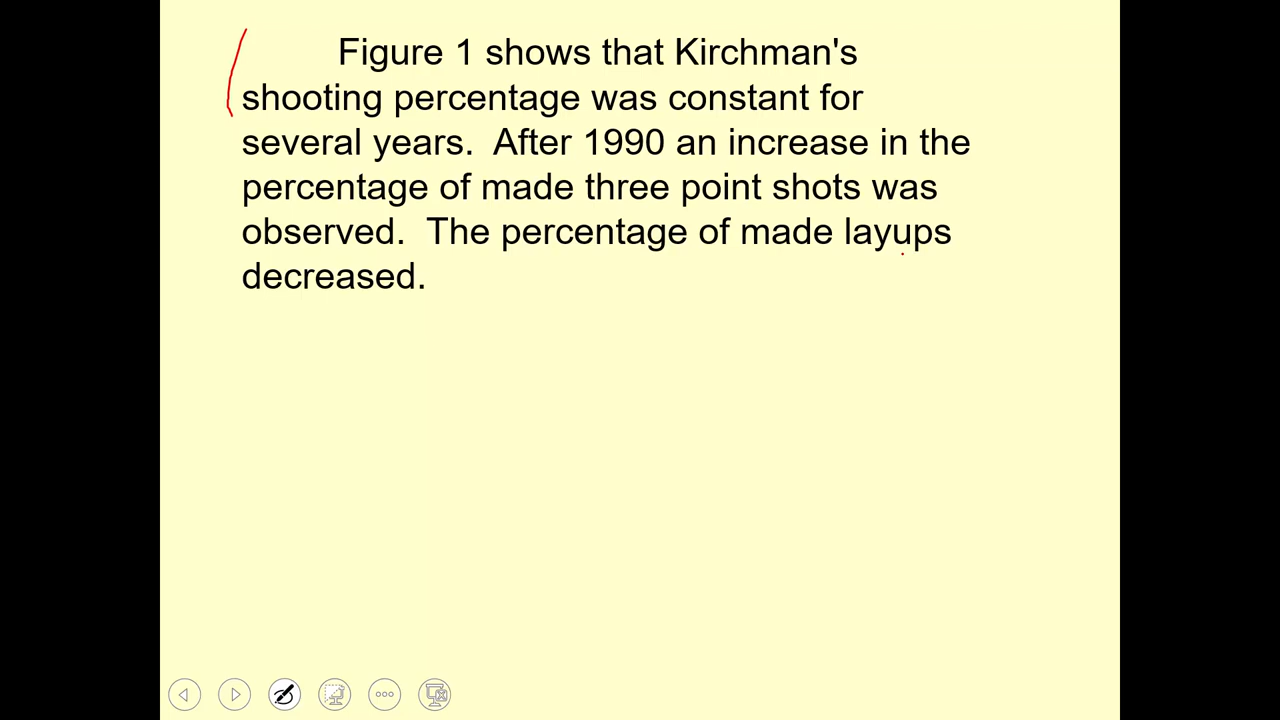 Figure 1 shows that Kirchman's
shooting percentage was constant for
several years.  After 1990 an increase in the
percentage of made three point shots was
observed.  The percentage of made layups
decreased.